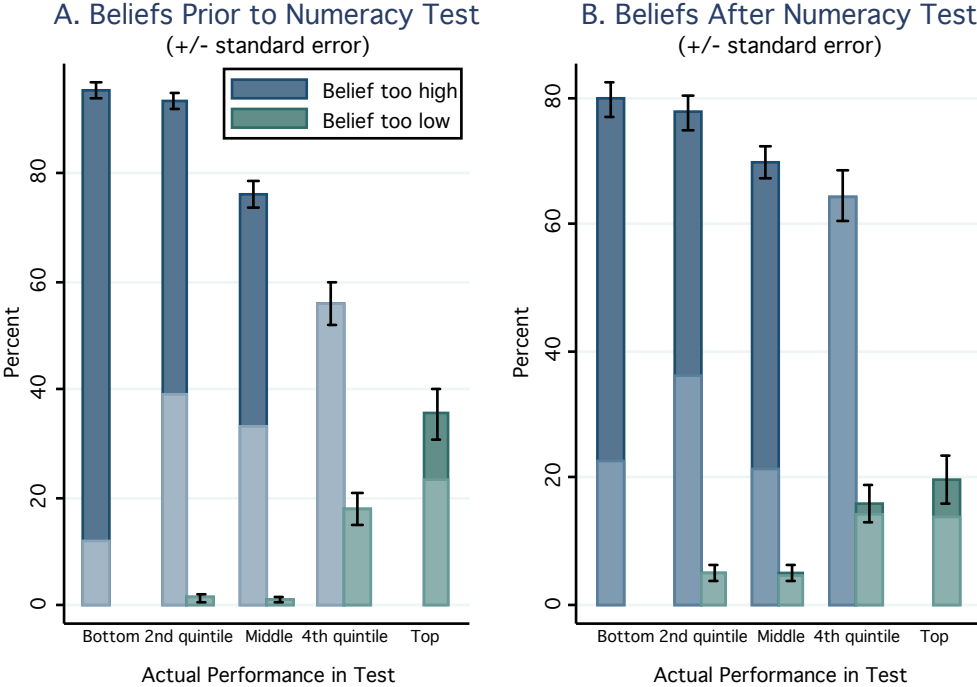 A. Beliefs Prior to Numeracy Test
(+/- standard error)
Belief too high
Belief too low
Percent
80
60
40
20
0
Bottom 2nd quintile Middle 4th quintile Top
Actual Performance in Test
B. Beliefs After Numeracy Test
(+/- standard error)
Percent
80
60
40
20
0
Bottom 2nd quintile Middle 4th quintile Top
Actual Performance in Test